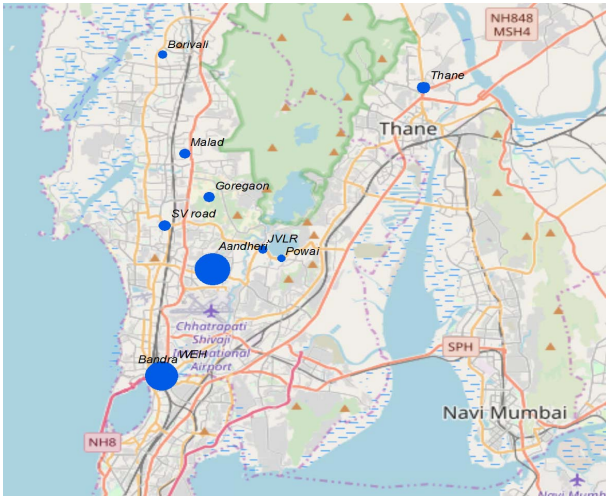 NH848
MSH4
Borivali
Thane
Thane
Malad
Goregaon
SV road
Aandheri
JVLR
Powai
Chhatrapati
Shivaji
International
Airport
Bandra
WEH
SPH
Navi Mumbai
NH8